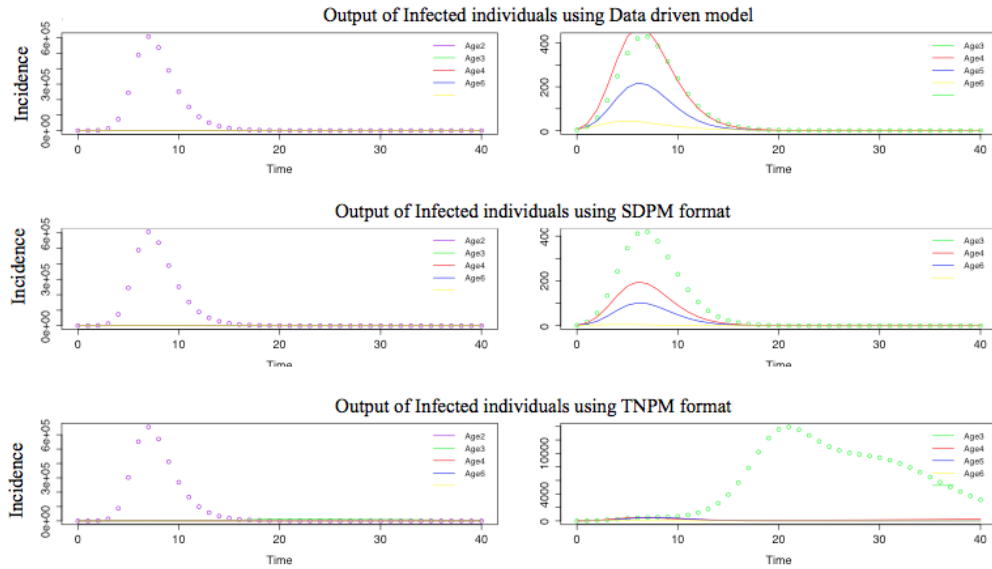 Output of Infected individuals using Data driven model
Incidence
0e+00 3e+05 6e+05
Age2
Age3
Age4
Age6
0 10 20 30 40
Time
0 200 400
Age3
Age4
Age5
Age6
0 10 20 30 40
Time
Output of Infected individuals using SDPM format
Incidence
0e+00 3e+05 6e+05
Age2
Age3
Age4
Age6
0 10 20 30 40
Time
0 200 400
Age3
Age4
Age6
0 10 20 30 40
Time
Output of Infected individuals using TNPM format
Incidence
0e+00 3e+05 6e+05
Age2
Age3
Age4
Age6
0 10 20 30 40
Time
0 4000 10000
Age3
Age4
Age5
Age6
0 10 20 30 40
Time